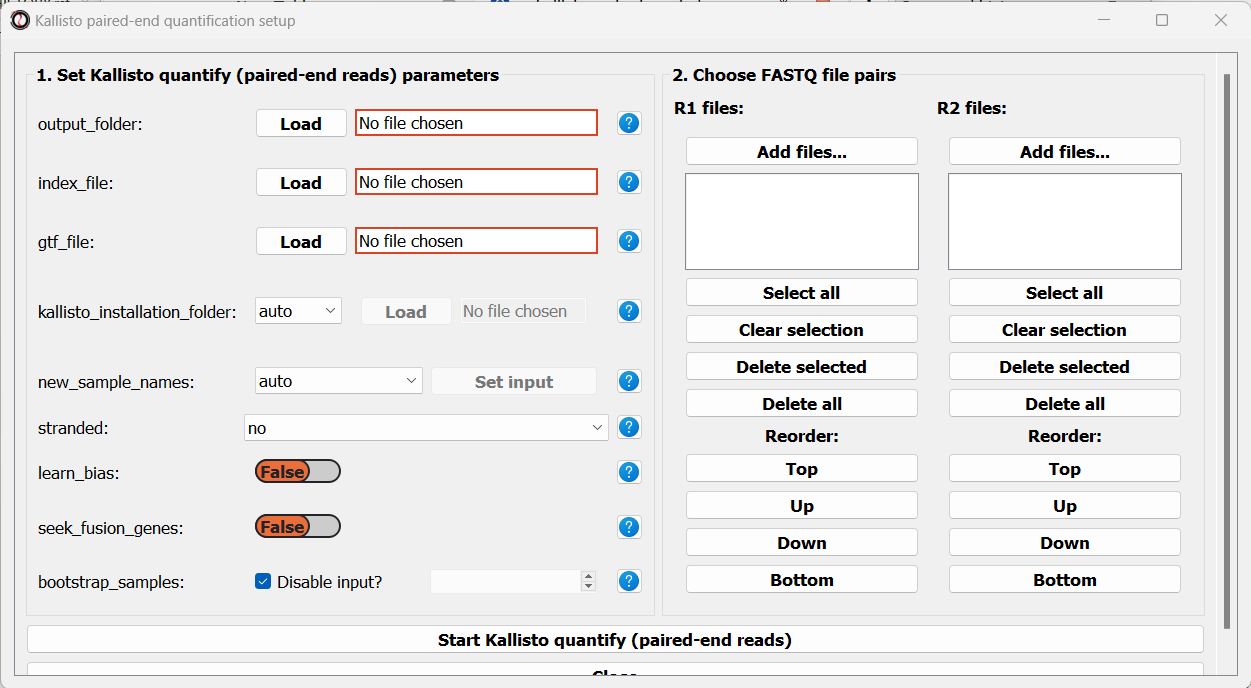 Kallisto paired-end quantification setup
1. Set Kallisto quantify (paired-end reads) parameters
output_folder: Load No file chosen ?
index_file: Load No file chosen ?
gtf_file: Load No file chosen ?
kallisto_installation_folder: auto Load No file chosen ?
new_sample_names: auto Set input ?
stranded: no ?
learn_bias: False ?
seek_fusion_genes: False ?
bootstrap_samples: Disable input? ?
2. Choose FASTQ file pairs
R1 files: R2 files:
Add files... Add files...
Select all Select all
Clear selection Clear selection
Delete selected Delete selected
Delete all Delete all
Reorder: Reorder:
Top Top
Up Up
Down Down
Bottom Bottom
Start Kallisto quantify (paired-end reads)